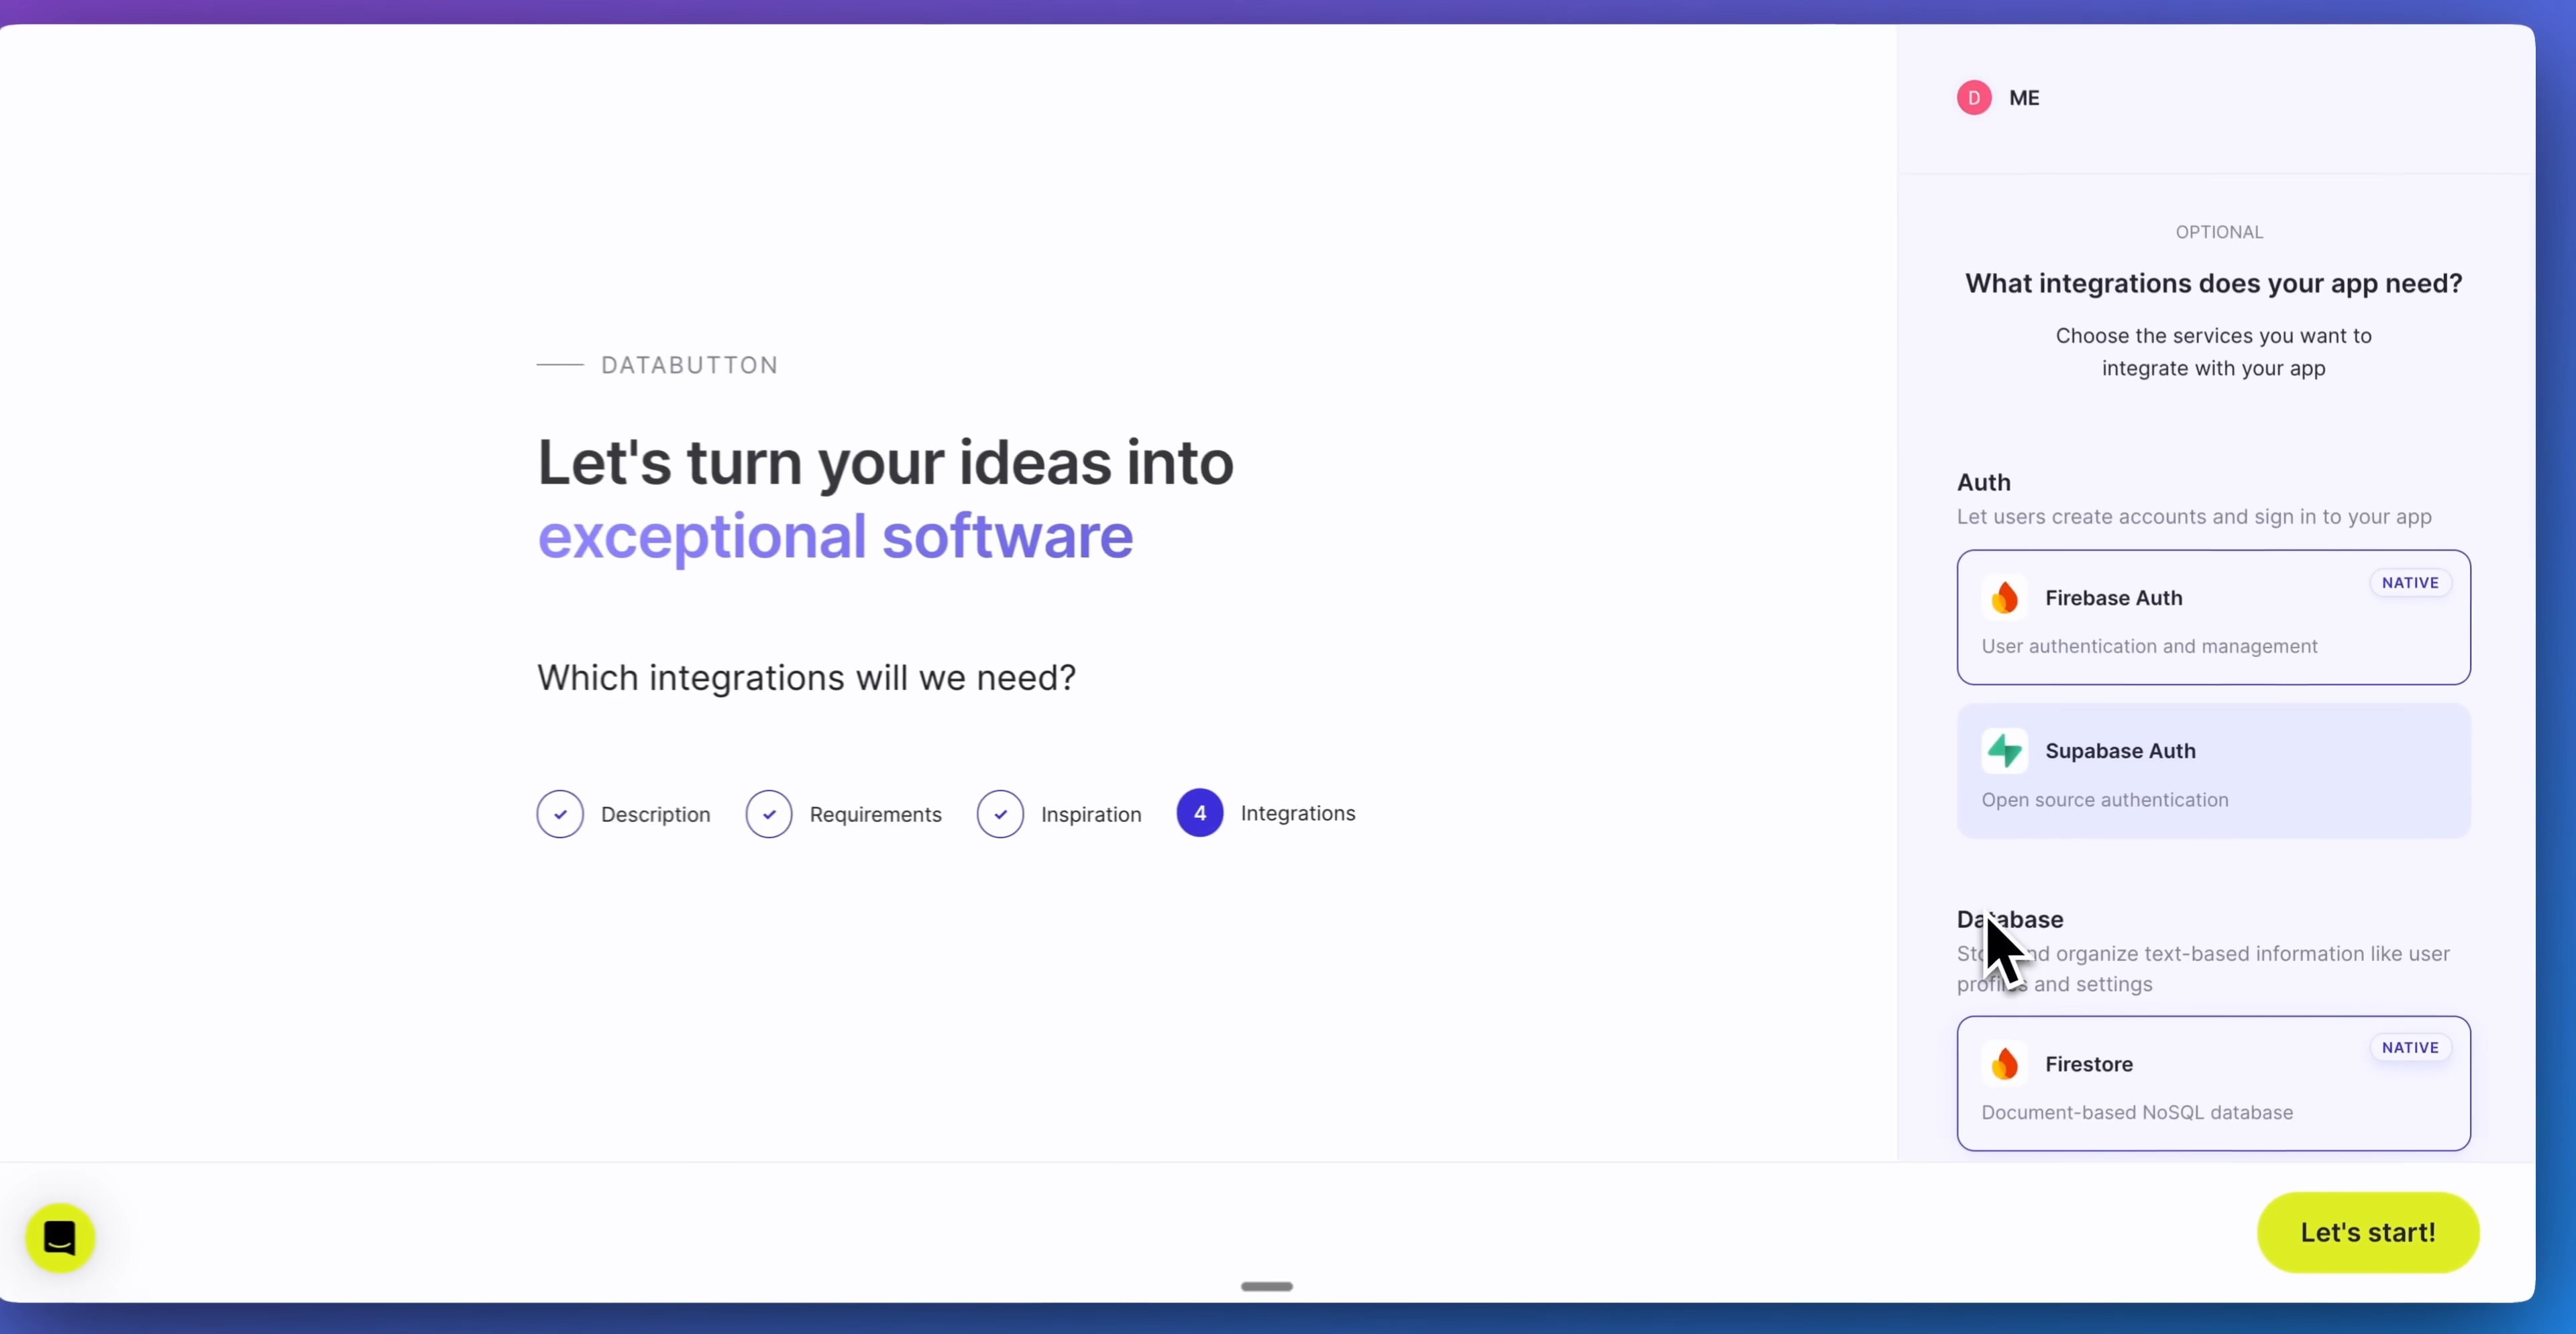 DATABUTTON
Let's turn your ideas into
exceptional software
Which integrations will we need?
Description
Requirements
Inspiration
4 Integrations
D ME
OPTIONAL
What integrations does your app need?
Choose the services you want to
integrate with your app
Auth
Let users create accounts and sign in to your app
Firebase Auth
NATIVE
User authentication and management
Supabase Auth
Open source authentication
Database
organize text-based information like user
and settings
Firestore
NATIVE
Document-based NoSQL database
Let's start!